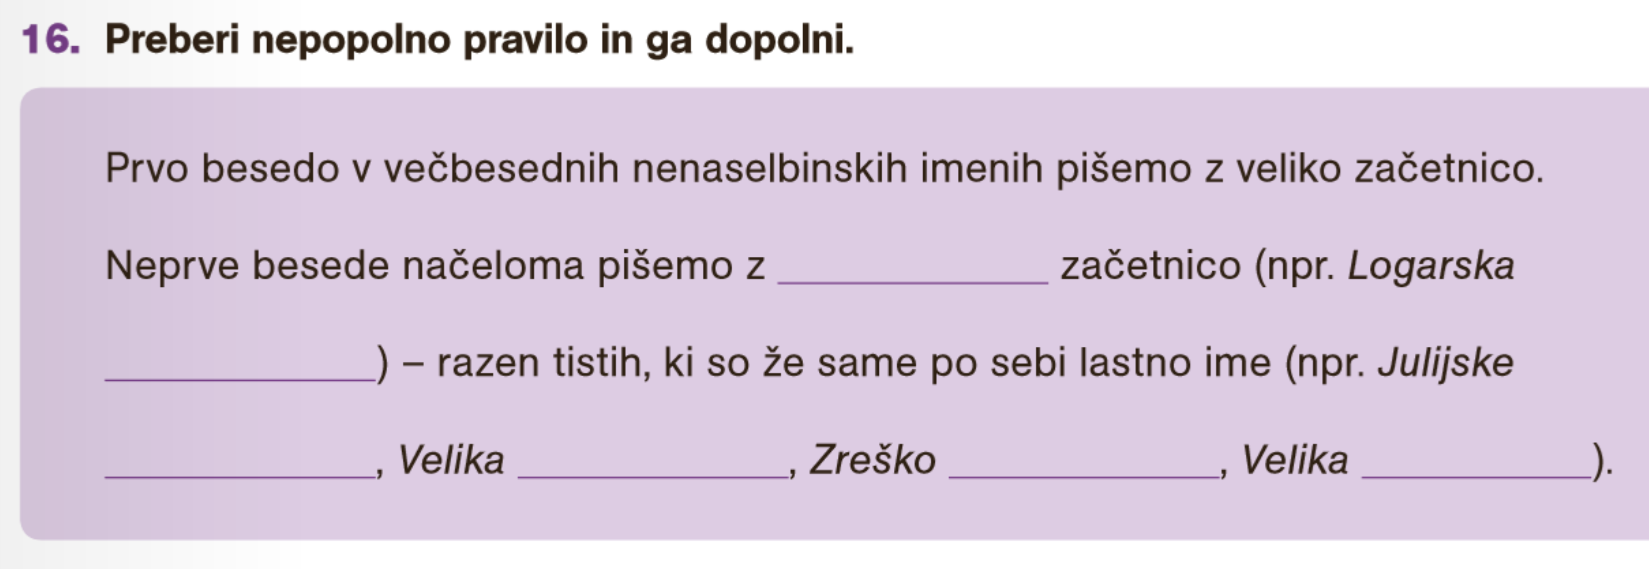 16. Preberi nepopolno pravilo in ga dopolni.
Prvo besedo v večbesednih nenaselbinskih imenih pišemo z veliko začetnico.
Neprve besede načeloma pišemo z ____________ začetnico (npr. Logarska
____________) – razen tistih, ki so že same po sebi lastno ime (npr. Julijske
____________, Velika ____________, Zreško ____________, Velika __________).